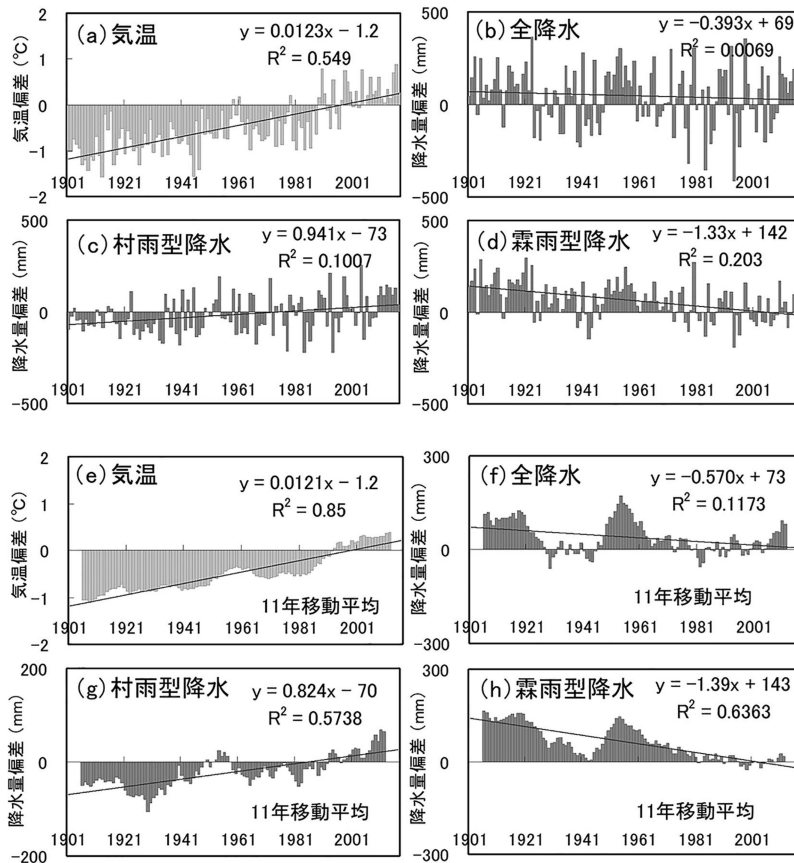 (a)気温
y = 0.0123x − 1.2
R² = 0.549
気温偏差(℃)
2
1
0
−1
−2
1901 1921 1941 1961 1981 2001
(b)全降水
y = −0.393x + 69
R² = 0.0069
降水量偏差(mm)
500
0
−500
1901 1921 1941 1961 1981 2001
(c)村雨型降水
y = 0.941x − 73
R² = 0.1007
降水量偏差(mm)
500
0
−500
1901 1921 1941 1961 1981 2001
(d)霖雨型降水
y = −1.33x + 142
R² = 0.203
降水量偏差(mm)
500
0
−500
1901 1921 1941 1961 1981 2001
(e)気温
y = 0.0121x − 1.2
R² = 0.85
気温偏差(℃)
2
1
0
−1
−2
11年移動平均
1901 1921 1941 1961 1981 2001
(f)全降水
y = −0.570x + 73
R² = 0.1173
降水量偏差(mm)
300
0
−300
11年移動平均
1901 1921 1941 1961 1981 2001
(g)村雨型降水
y = 0.824x − 70
R² = 0.5738
降水量偏差(mm)
200
0
−200
11年移動平均
1901 1921 1941 1961 1981 2001
(h)霖雨型降水
y = −1.39x + 143
R² = 0.6363
降水量偏差(mm)
300
0
−300
11年移動平均
1901 1921 1941 1961 1981 2001